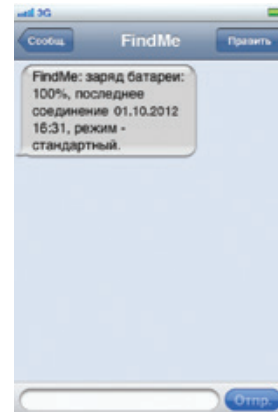 3G
Сообщ.
FindMe
Править
FindMe: заряд батареи:
100%, последнее
соединение 01.10.2012
16:31, режим -
стандартный.
Отпр.